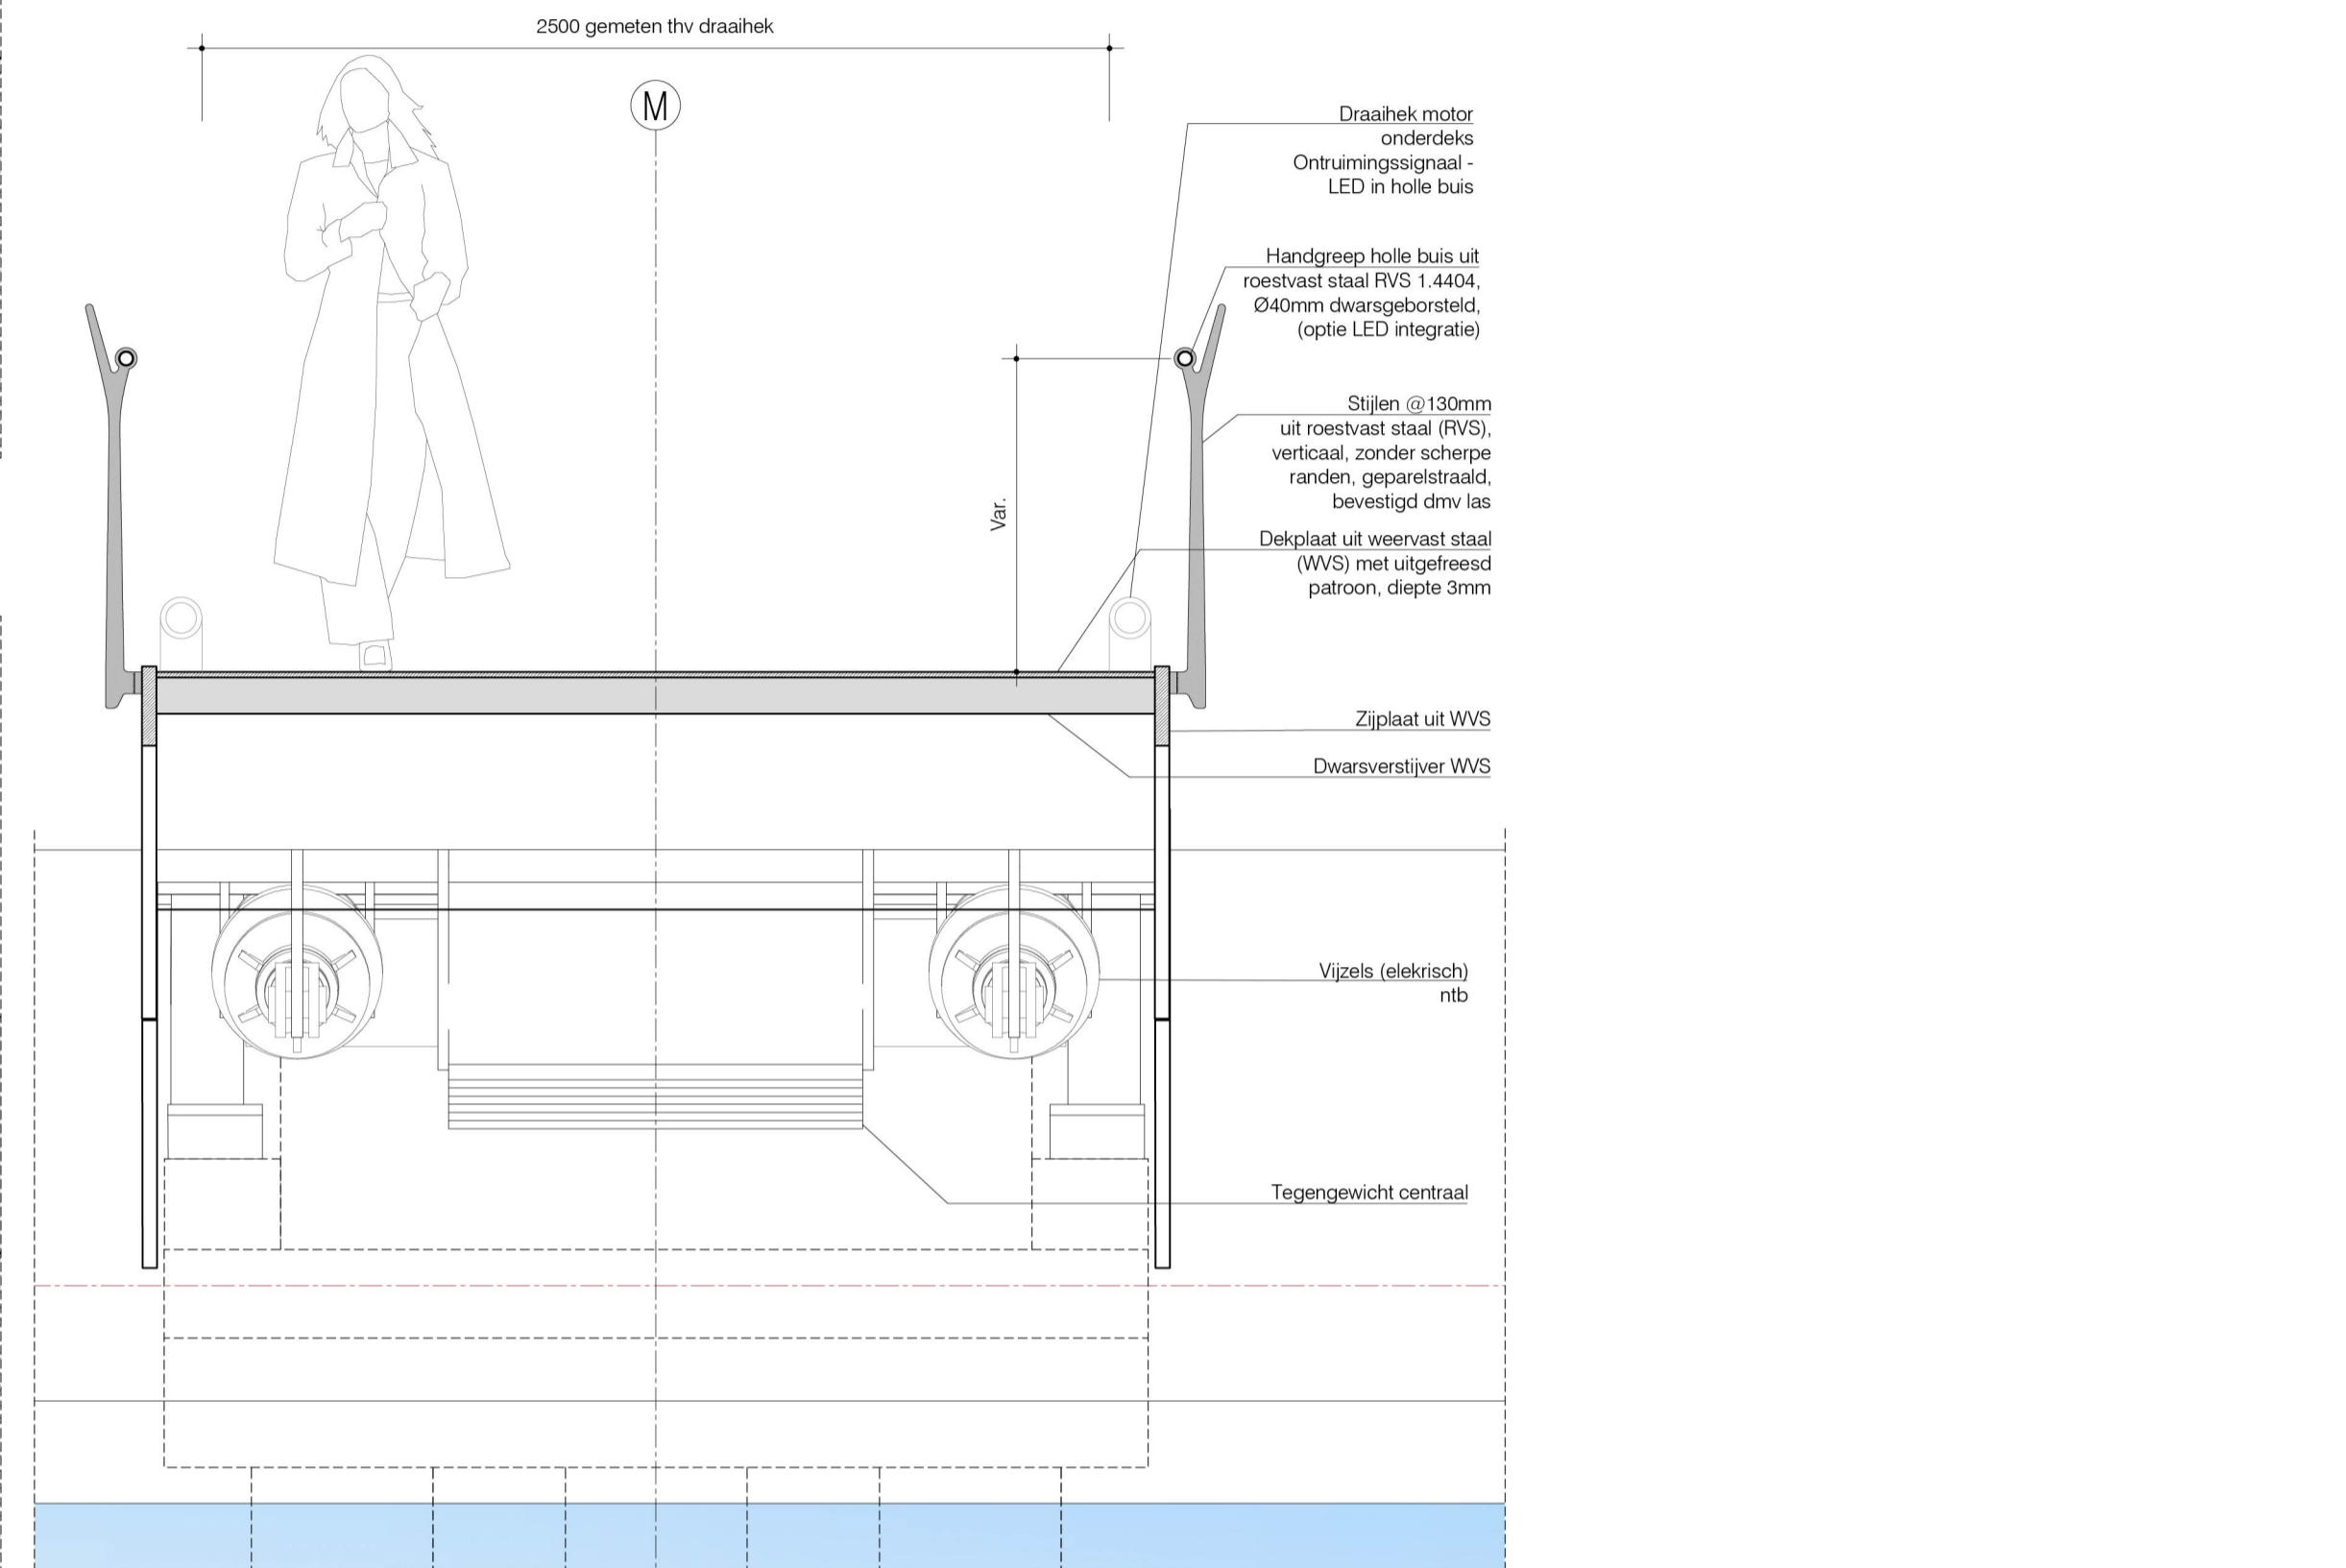 2500 gemeten thv draaihek
M
Draaihek motor
onderdeks
Ontruimingssignaal -
LED in holle buis
Handgreep holle buis uit
roestvast staal RVS 1.4404,
Ø40mm dwarsgeborsteld,
(optie LED integratie)
Stijlen @130mm
uit roestvast staal (RVS),
verticaal, zonder scherpe
randen, geparelstraald,
bevestigd dmv las
Var.
Dekplaat uit weervast staal
(WVS) met uitgefreesd
patroon, diepte 3mm
Zijplaat uit WVS
Dwarsverstijver WVS
Vijzels (elekrisch)
ntb
Tegengewicht centraal